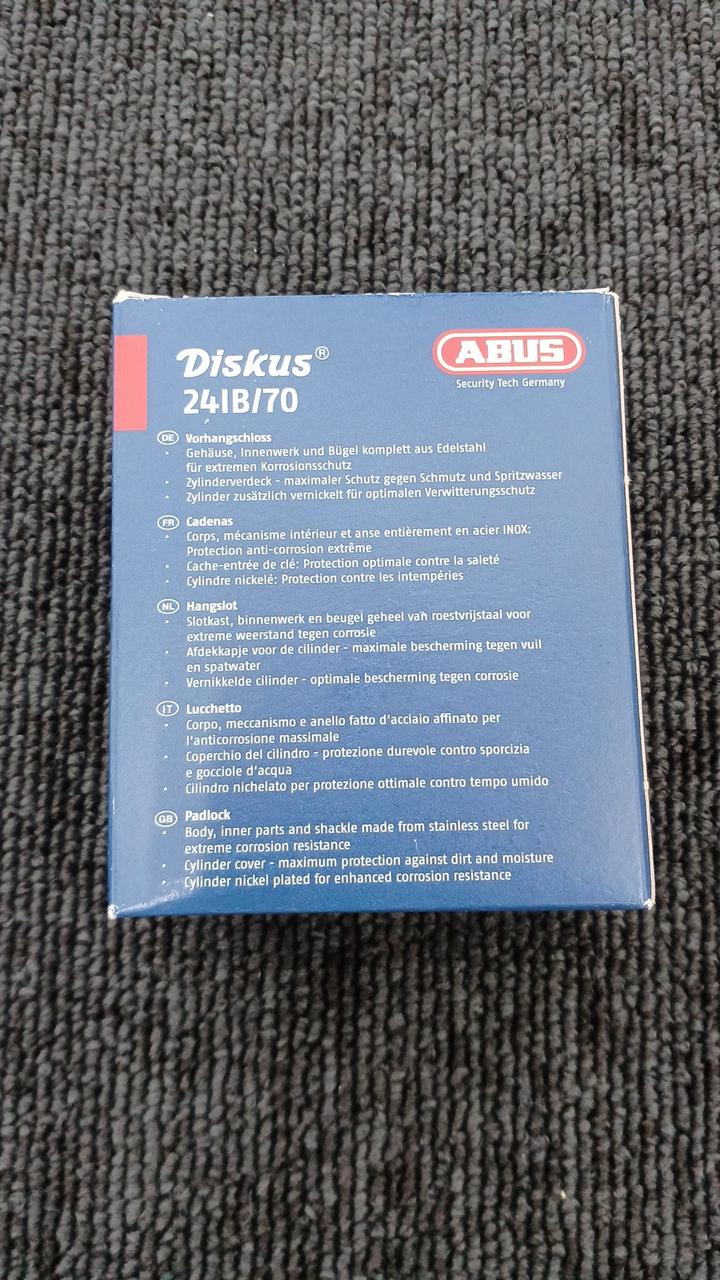 Diskus®
24IB/70
ABUS
Security Tech Germany
DE Vorhangschloss
• Gehäuse, Innenwerk und Bügel komplett aus Edelstahl
für extremen Korrosionsschutz
• Zylinderverdeck - maximaler Schutz gegen Schmutz und Spritzwasser
• Zylinder zusätzlich vernickelt für optimalen Verwitterungsschutz
FR Cadenas
• Corps, mécanisme intérieur et anse entièrement en acier INOX:
Protection anti-corrosion extrême
• Cache-entrée de clé: Protection optimale contre la saleté
• Cylindre nickelé: Protection contre les intempéries
NL Hangslot
• Slotkast, binnenwerk en beugel geheel van roestvrijstaal voor
extreme weerstand tegen corrosie
• Afdekkapje voor de cilinder - maximale bescherming tegen vuil
en spatwater
• Vernikkelde cilinder - optimale bescherming tegen corrosie
IT Lucchetto
• Corpo, meccanismo e anello fatto d'acciaio affinato per
l'anticorrosione massimale
• Coperchio del cilindro - protezione durevole contro sporcizia
e gocciole d'acqua
• Cilindro nichelato per protezione ottimale contro tempo umido
GB Padlock
• Body, inner parts and shackle made from stainless steel for
extreme corrosion resistance
• Cylinder cover - maximum protection against dirt and moisture
• Cylinder nickel plated for enhanced corrosion resistance